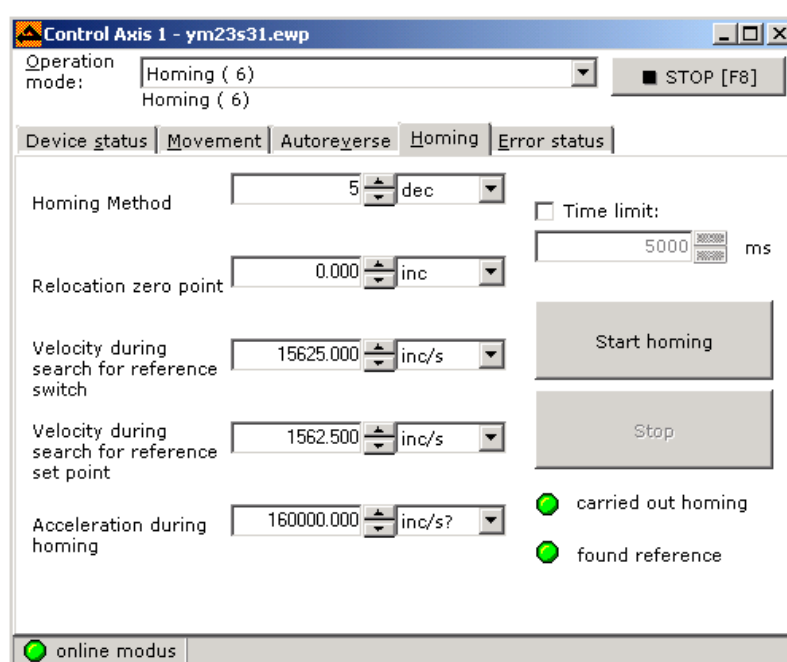 Control Axis 1 - ym23s31.ewp
Operation mode:
Homing ( 6)
STOP [F8]
Homing ( 6)
Device status
Movement
Autoreverse
Homing
Error status
Homing Method
5
dec
Time limit:
5000
ms
Relocation zero point
0.000
inc
Velocity during
search for reference
switch
15625.000
inc/s
Start homing
Velocity during
search for reference
set point
1562.500
inc/s
Stop
Acceleration during
homing
160000.000
inc/s?
carried out homing
found reference
online modus